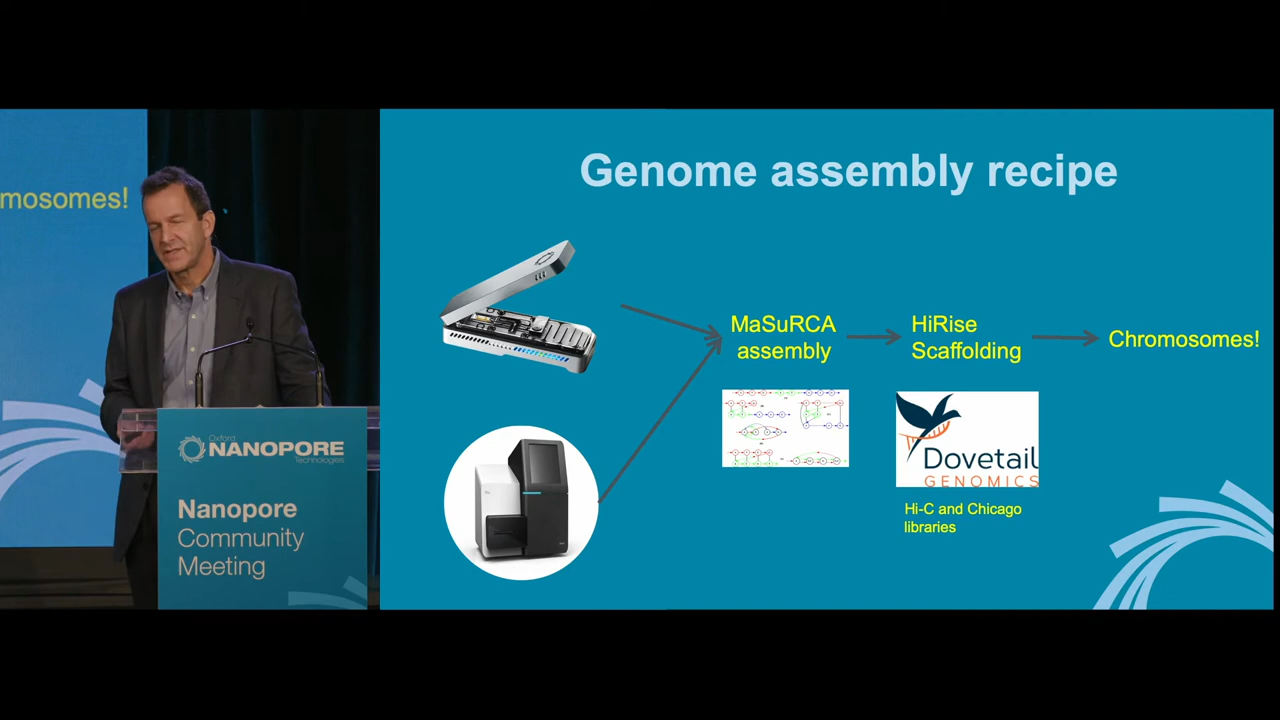 mosomes!
Oxford
NANOPORE
Technologies
Nanopore
Community
Meeting
Genome assembly recipe
MaSuRCA
assembly
HiRise
Scaffolding
Chromosomes!
Dovetail
GENOMICS
Hi-C and Chicago
libraries